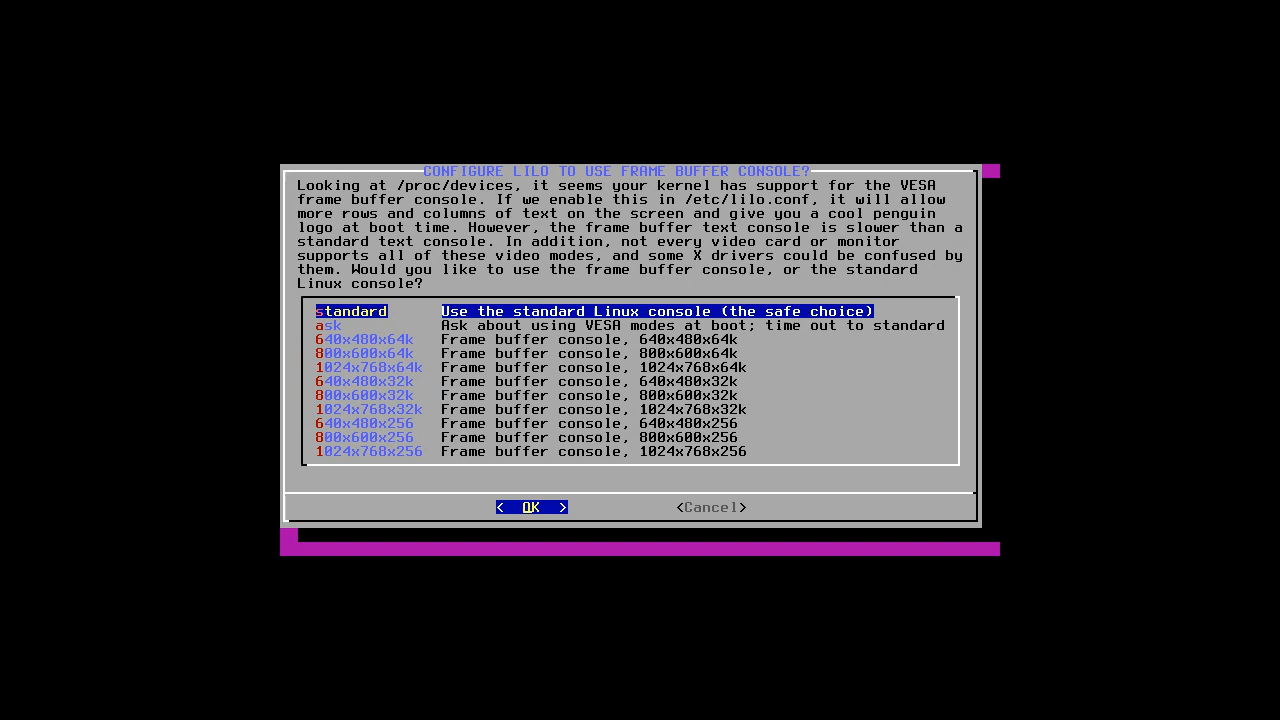 CONFIGURE LILO TO USE FRAME BUFFER CONSOLE?
Looking at /proc/devices, it seems your kernel has support for the VESA
frame buffer console. If we enable this in /etc/lilo.conf, it will allow
more rows and columns of text on the screen and give you a cool penguin
logo at boot time. However, the frame buffer text console is slower than a
standard text console. In addition, not every video card or monitor
supports all of these video modes, and some X drivers could be confused by
them. Would you like to use the frame buffer console, or the standard
Linux console?
standard Use the standard Linux console (the safe choice)
ask Ask about using VESA modes at boot; time out to standard
640x480x64k Frame buffer console, 640x480x64k
800x600x64k Frame buffer console, 800x600x64k
1024x768x64k Frame buffer console, 1024x768x64k
640x480x32k Frame buffer console, 640x480x32k
800x600x32k Frame buffer console, 800x600x32k
1024x768x32k Frame buffer console, 1024x768x32k
640x480x256 Frame buffer console, 640x480x256
800x600x256 Frame buffer console, 800x600x256
1024x768x256 Frame buffer console, 1024x768x256
< OK > <Cancel>